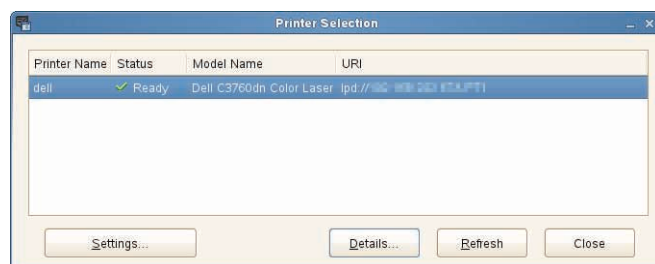 Printer Selection
Printer Name Status Model Name URI
dell Ready Dell C3760dn Color Laser lpd://
Settings... Details... Refresh Close